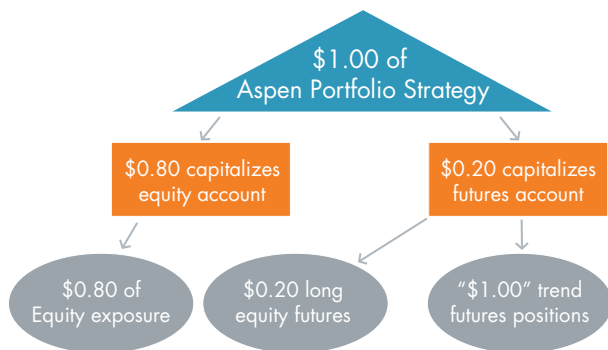 $1.00 of
Aspen Portfolio Strategy
$0.80 capitalizes
equity account
$0.20 capitalizes
futures account
$0.80 of
Equity exposure
$0.20 long
equity futures
“$1.00” trend
futures positions